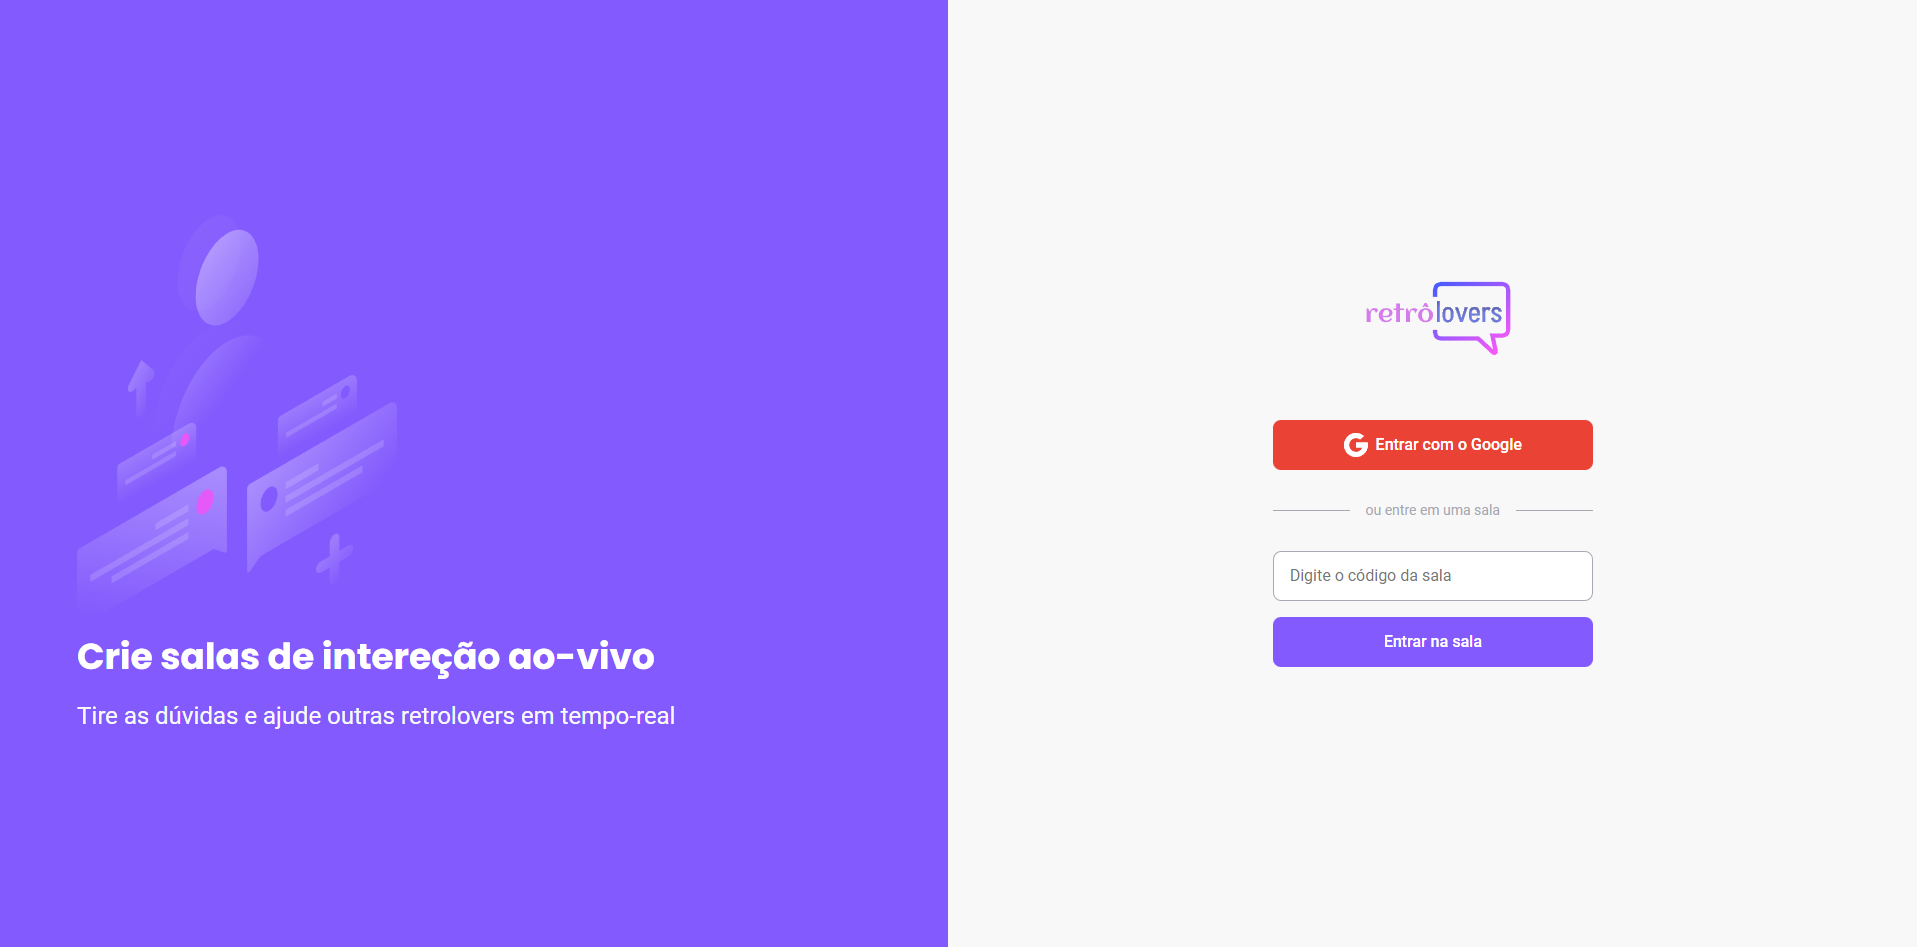 Crie salas de intereção ao-vivo
Tire as dúvidas e ajude outras retrolovers em tempo-real
retrôlovers
Entrar com o Google
ou entre em uma sala
Digite o código da sala
Entrar na sala